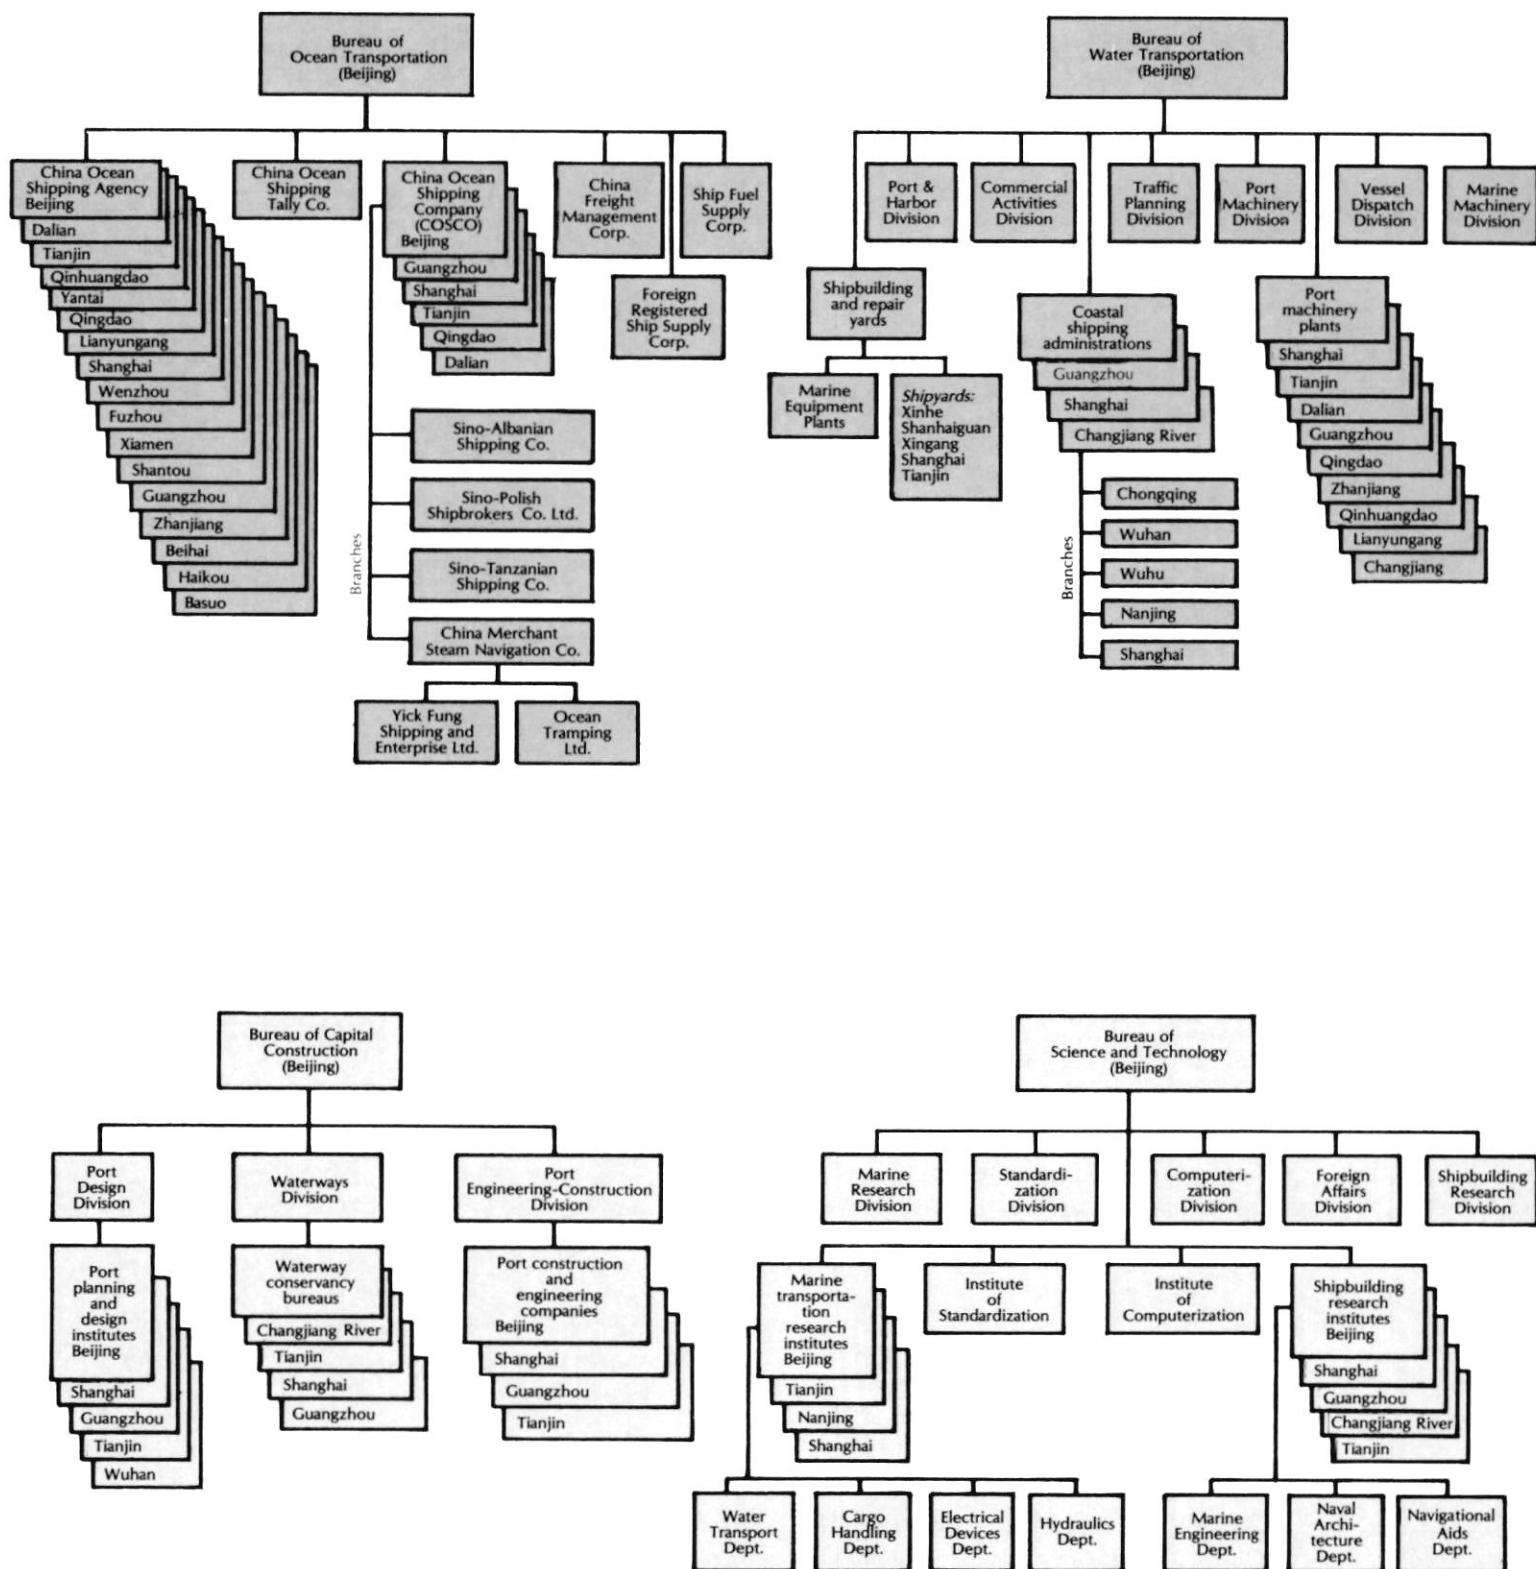 Bureau of
Ocean Transportation
(Beijing)
China Ocean
Shipping Agency
Beijing
Dalian
Tianjin
Qinhuangdao
Yantai
Qingdao
Lianyungang
Shanghai
Wenzhou
Fuzhou
Xiamen
Shantou
Guangzhou
Zhanjiang
Beihai
Haikou
Basuo
China Ocean
Shipping
Tally Co.
China Ocean
Shipping
Company
(COSCO)
Beijing
Guangzhou
Shanghai
Tianjin
Qingdao
Dalian
Branches
Sino-Albanian
Shipping Co.
Sino-Polish
Shipbrokers Co. Ltd.
Sino-Tanzanian
Shipping Co.
China Merchant
Steam Navigation Co.
Yick Fung
Shipping and
Enterprise Ltd.
Ocean
Tramping
Ltd.
China
Freight
Management
Corp.
Foreign
Registered
Ship Supply
Corp.
Ship Fuel
Supply
Corp.
Bureau of
Water Transportation
(Beijing)
Port &
Harbor
Division
Commercial
Activities
Division
Traffic
Planning
Division
Port
Machinery
Division
Vessel
Dispatch
Division
Marine
Machinery
Division
Shipbuilding
and repair
yards
Marine
Equipment
Plants
Shipyards:
Xinhe
Shanhaiguan
Xingang
Shanghai
Tianjin
Coastal
shipping
administrations
Guangzhou
Shanghai
Changjiang River
Branches
Chongqing
Wuhan
Wuhu
Nanjing
Shanghai
Port
machinery
plants
Shanghai
Tianjin
Dalian
Guangzhou
Qingdao
Zhanjiang
Qinhuangdao
Lianyungang
Changjiang
Bureau of Capital
Construction
(Beijing)
Port
Design
Division
Port
planning
and
design
institutes
Beijing
Shanghai
Guangzhou
Tianjin
Wuhan
Waterways
Division
Waterway
conservancy
bureaus
Changjiang River
Tianjin
Shanghai
Guangzhou
Port
Engineering-Construction
Division
Port construction
and
engineering
companies
Beijing
Shanghai
Guangzhou
Tianjin
Bureau of
Science and Technology
(Beijing)
Marine
Research
Division
Standardi-
zation
Division
Computeri-
zation
Division
Foreign
Affairs
Division
Shipbuilding
Research
Division
Marine
transporta-
tion
research
institutes
Beijing
Tianjin
Nanjing
Shanghai
Institute
of
Standardization
Institute
of
Computerization
Shipbuilding
research
institutes
Beijing
Shanghai
Guangzhou
Changjiang River
Tianjin
Water
Transport
Dept.
Cargo
Handling
Dept.
Electrical
Devices
Dept.
Hydraulics
Dept.
Marine
Engineering
Dept.
Naval
Archi-
tecture
Dept.
Navigational
Aids
Dept.